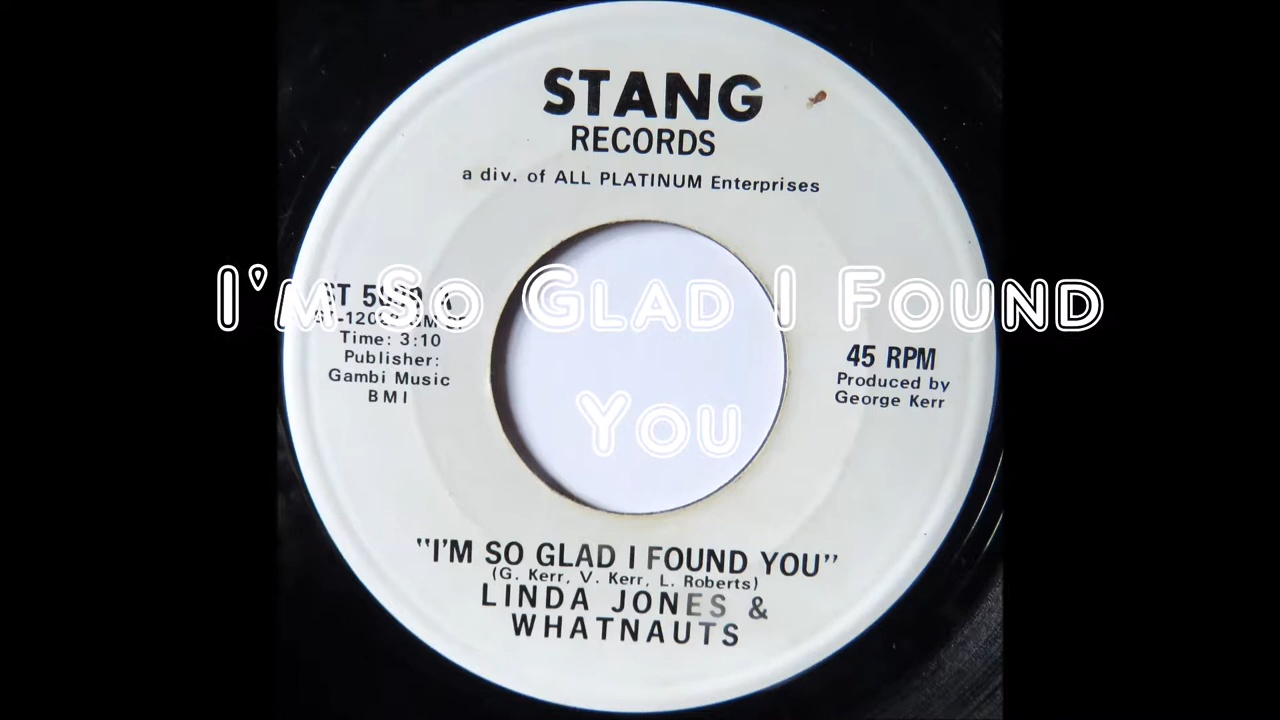 STANG
RECORDS
a div. of ALL PLATINUM Enterprises
I'm So Glad I Found
You
Time: 3:10
Publisher:
Gambi Music
BMI
45 RPM
Produced by
George Kerr
"I'M SO GLAD I FOUND YOU"
(G. Kerr, V. Kerr, L. Roberts)
LINDA JONES &
WHATNAUTS